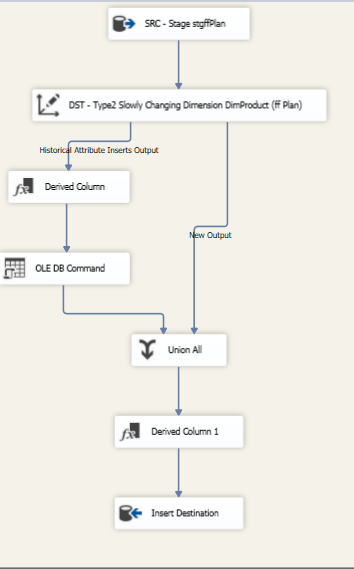 SRC - Stage stgffPlan
DST - Type2 Slowly Changing Dimension DimProduct (ff Plan)
Historical Attribute Inserts Output
Derived Column
New Output
OLE DB Command
Union All
Derived Column 1
Insert Destination